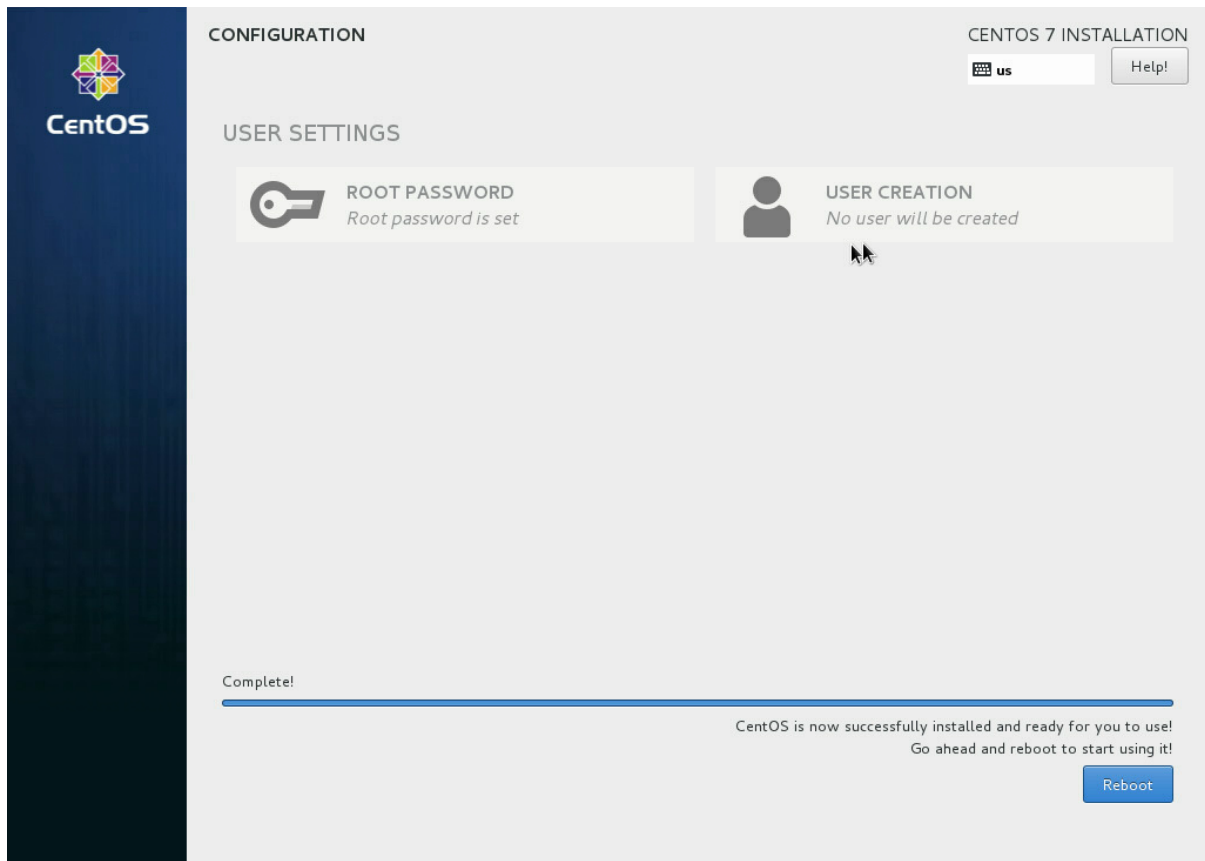 CentOS
CONFIGURATION
CENTOS 7 INSTALLATION
us
Help!
USER SETTINGS
ROOT PASSWORD
Root password is set
USER CREATION
No user will be created
Complete!
CentOS is now successfully installed and ready for you to use!
Go ahead and reboot to start using it!
Reboot